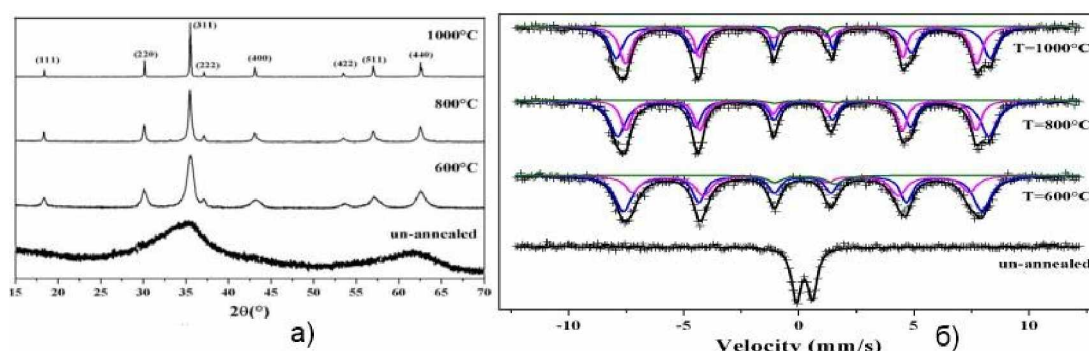 1000°C
(111)
(220)
(311)
(222)
(400)
(422)
(511)
(440)
800°C
600°C
un-annealed
15 20 25 30 35 40 45 50 55 60 65 70
2θ(°)
а)
T=1000°C
T=800°C
T=600°C
un-annealed
-10 -5 0 5 10
Velocity (mm/s)
б)